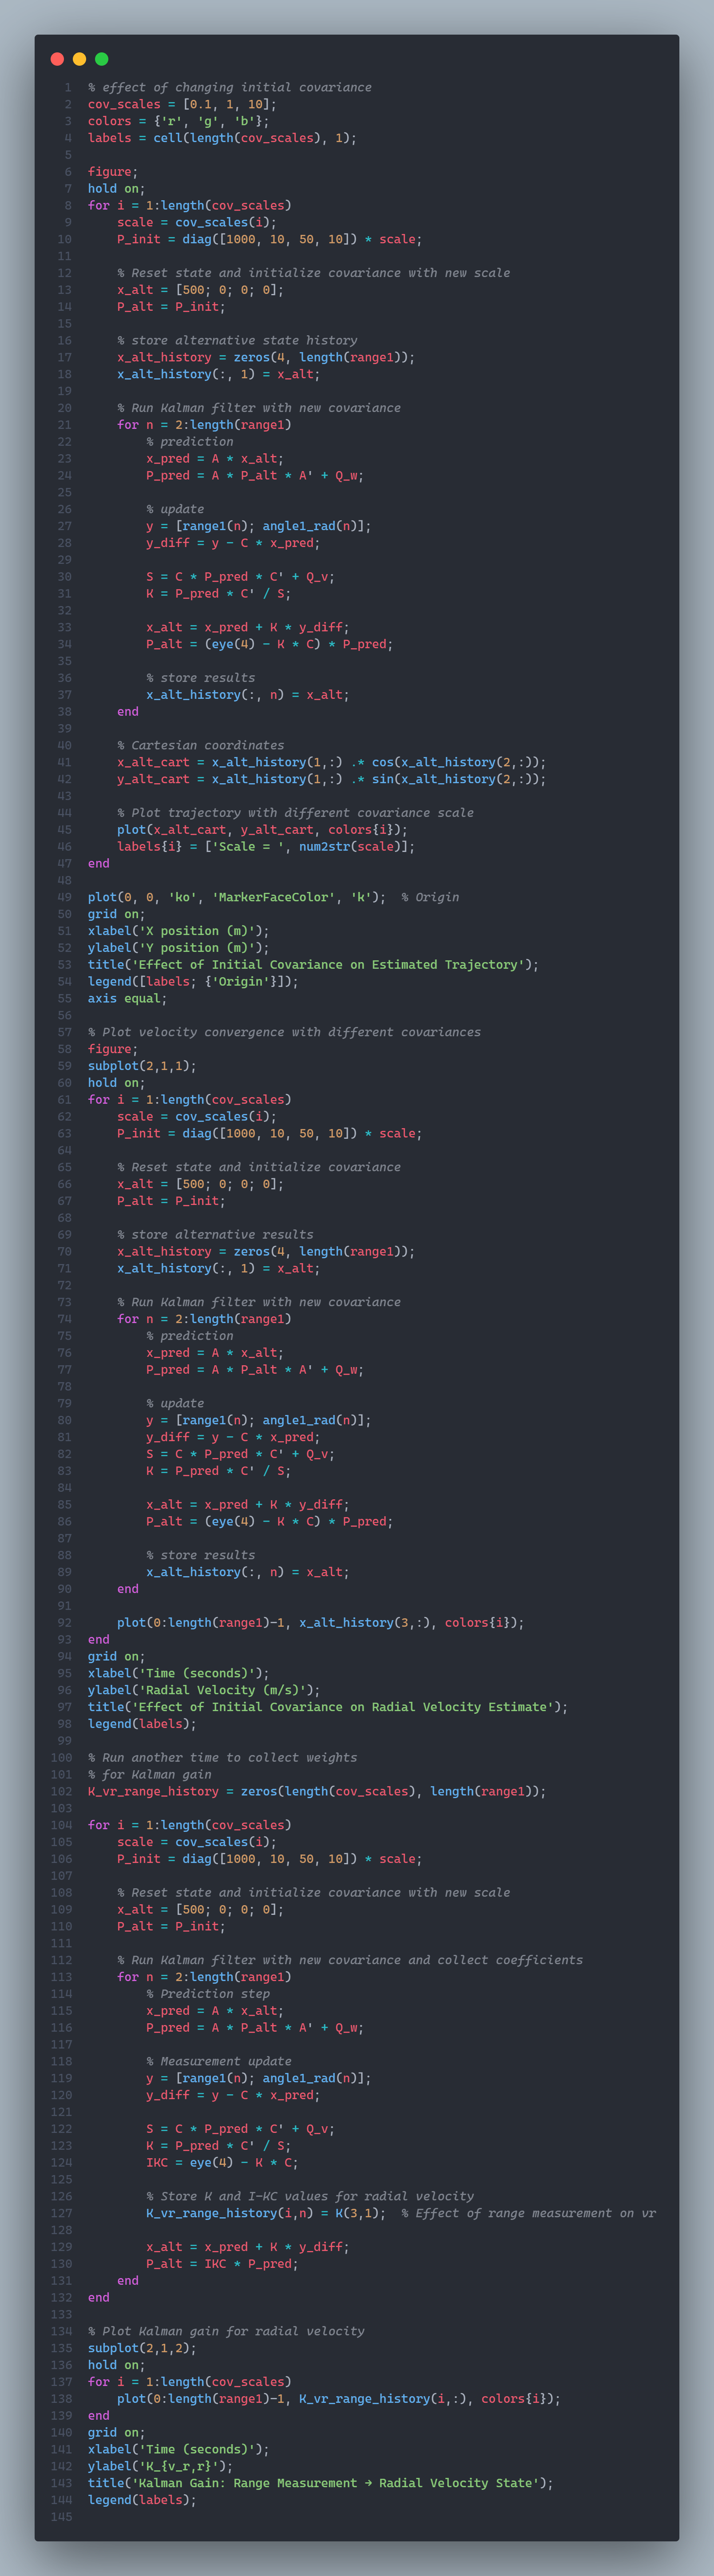 1 % effect of changing initial covariance
2 cov_scales = [0.1, 1, 10];
3 colors = {'r', 'g', 'b'};
4 labels = cell(length(cov_scales), 1);
5
6 figure;
7 hold on;
8 for i = 1:length(cov_scales)
9     scale = cov_scales(i);
10     P_init = diag([1000, 10, 50, 10]) * scale;
11
12     % Reset state and initialize covariance with new scale
13     x_alt = [500; 0; 0; 0];
14     P_alt = P_init;
15
16     % store alternative state history
17     x_alt_history = zeros(4, length(range1));
18     x_alt_history(:, 1) = x_alt;
19
20     % Run Kalman filter with new covariance
21     for n = 2:length(range1)
22         % prediction
23         x_pred = A * x_alt;
24         P_pred = A * P_alt * A' + Q_w;
25
26         % update
27         y = [range1(n); angle1_rad(n)];
28         y_diff = y - C * x_pred;
29
30         S = C * P_pred * C' + Q_v;
31         K = P_pred * C' / S;
32
33         x_alt = x_pred + K * y_diff;
34         P_alt = (eye(4) - K * C) * P_pred;
35
36         % store results
37         x_alt_history(:, n) = x_alt;
38     end
39
40     % Cartesian coordinates
41     x_alt_cart = x_alt_history(1,:) .* cos(x_alt_history(2,:));
42     y_alt_cart = x_alt_history(1,:) .* sin(x_alt_history(2,:));
43
44     % Plot trajectory with different covariance scale
45     plot(x_alt_cart, y_alt_cart, colors{i});
46     labels{i} = ['Scale = ', num2str(scale)];
47 end
48
49 plot(0, 0, 'ko', 'MarkerFaceColor', 'k');  % Origin
50 grid on;
51 xlabel('X position (m)');
52 ylabel('Y position (m)');
53 title('Effect of Initial Covariance on Estimated Trajectory');
54 legend([labels; {'Origin'}]);
55 axis equal;
56
57 % Plot velocity convergence with different covariances
58 figure;
59 subplot(2,1,1);
60 hold on;
61 for i = 1:length(cov_scales)
62     scale = cov_scales(i);
63     P_init = diag([1000, 10, 50, 10]) * scale;
64
65     % Reset state and initialize covariance
66     x_alt = [500; 0; 0; 0];
67     P_alt = P_init;
68
69     % store alternative results
70     x_alt_history = zeros(4, length(range1));
71     x_alt_history(:, 1) = x_alt;
72
73     % Run Kalman filter with new covariance
74     for n = 2:length(range1)
75         % prediction
76         x_pred = A * x_alt;
77         P_pred = A * P_alt * A' + Q_w;
78
79         % update
80         y = [range1(n); angle1_rad(n)];
81         y_diff = y - C * x_pred;
82         S = C * P_pred * C' + Q_v;
83         K = P_pred * C' / S;
84
85         x_alt = x_pred + K * y_diff;
86         P_alt = (eye(4) - K * C) * P_pred;
87
88         % store results
89         x_alt_history(:, n) = x_alt;
90     end
91
92     plot(0:length(range1)-1, x_alt_history(3,:), colors{i});
93 end
94 grid on;
95 xlabel('Time (seconds)');
96 ylabel('Radial Velocity (m/s)');
97 title('Effect of Initial Covariance on Radial Velocity Estimate');
98 legend(labels);
99
100 % Run another time to collect weights
101 % for Kalman gain
102 K_vr_range_history = zeros(length(cov_scales), length(range1));
103
104 for i = 1:length(cov_scales)
105     scale = cov_scales(i);
106     P_init = diag([1000, 10, 50, 10]) * scale;
107
108     % Reset state and initialize covariance with new scale
109     x_alt = [500; 0; 0; 0];
110     P_alt = P_init;
111
112     % Run Kalman filter with new covariance and collect coefficients
113     for n = 2:length(range1)
114         % Prediction step
115         x_pred = A * x_alt;
116         P_pred = A * P_alt * A' + Q_w;
117
118         % Measurement update
119         y = [range1(n); angle1_rad(n)];
120         y_diff = y - C * x_pred;
121
122         S = C * P_pred * C' + Q_v;
123         K = P_pred * C' / S;
124         IKC = eye(4) - K * C;
125
126         % Store K and I-KC values for radial velocity
127         K_vr_range_history(i,n) = K(3,1);  % Effect of range measurement on vr
128
129         x_alt = x_pred + K * y_diff;
130         P_alt = IKC * P_pred;
131     end
132 end
133
134 % Plot Kalman gain for radial velocity
135 subplot(2,1,2);
136 hold on;
137 for i = 1:length(cov_scales)
138     plot(0:length(range1)-1, K_vr_range_history(i,:), colors{i});
139 end
140 grid on;
141 xlabel('Time (seconds)');
142 ylabel('K_{v_r,r}');
143 title('Kalman Gain: Range Measurement → Radial Velocity State');
144 legend(labels);
145